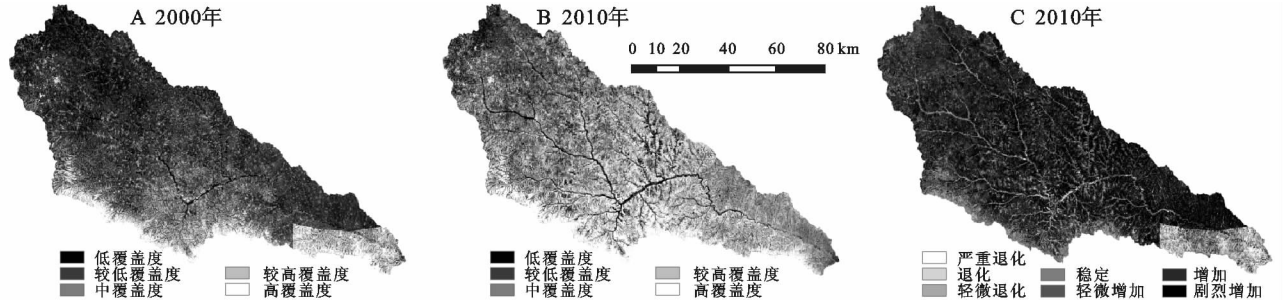 A 2000年
低覆盖度
较低覆盖度
中覆盖度
较高覆盖度
高覆盖度
B 2010年
0 10 20 40 60 80 km
低覆盖度
较低覆盖度
中覆盖度
较高覆盖度
高覆盖度
C 2010年
严重退化
退化
轻微退化
稳定
轻微增加
增加
剧烈增加